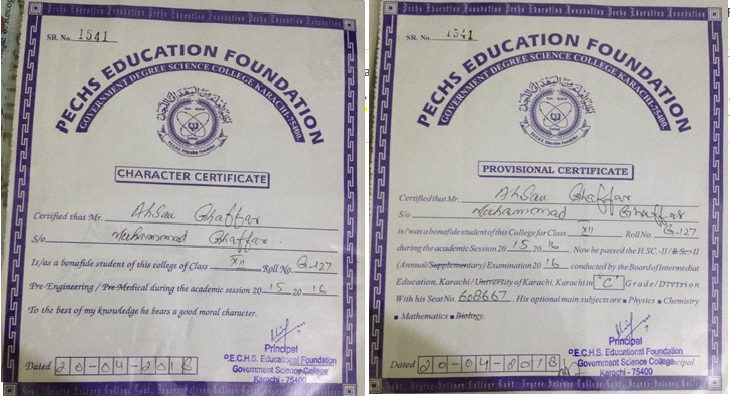 SR. No. 1541
PECHS EDUCATION FOUNDATION
GOVERNMENT DEGREE SCIENCE COLLEGE KARACHI-75400.
CHARACTER CERTIFICATE
Certified that Mr. Ahsan Ghaffar
S/o Muhammad Ghaffar
Is/as a bonafide student of this college of Class XII Roll No. G-127
Pre-Engineering / Pre-Medical during the academic session 20 15 20 16
To the best of my knowledge he bears a good moral character.
Principal
P.E.C.H.S. Educational Foundation
Government Science College
Karachi - 75400
Dated 20-04-2018
SR. No. 1541
PECHS EDUCATION FOUNDATION
GOVERNMENT DEGREE SCIENCE COLLEGE KARACHI-75400.
PROVISIONAL CERTIFICATE
Certified that Mr. Ahsan Ghaffar
S/o Muhammad Ghaffar
is/was a bonafide student of this College for Class XII Roll No. G-127
during the academic Session 20 15 20 16 Now he passed the H.SC.-II / B.Sc-II
(Annual/Supplementary) Examination 20 16 conducted by the Board of Intermediat
Education, Karachi / University of Karachi, Karachi in "C" Grade/Division
With his Seat No. 608667. His optional main subjects are ▪ Physics ▪ Chemistry
▪ Mathematics ▪ Biology.
Principal
P.E.C.H.S. Educational Foundation
Government Science College
Karachi - 75400
Dated 20-04-2018 Principal